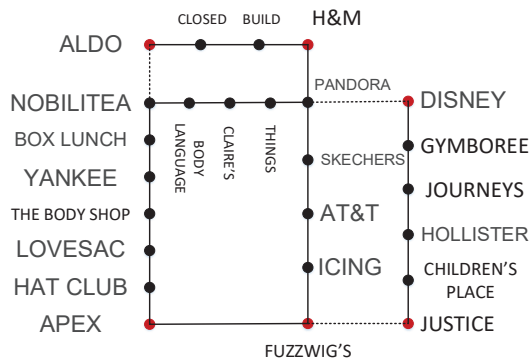 CLOSED BUILD H&M
ALDO
PANDORA
NOBILITEA
DISNEY
BODY
LANGUAGE
CLAIRE'S
THINGS
BOX LUNCH
SKECHERS
GYMBOREE
YANKEE
JOURNEYS
THE BODY SHOP
AT&T
HOLLISTER
LOVESAC
ICING
CHILDREN'S
PLACE
HAT CLUB
APEX
JUSTICE
FUZZWIG'S